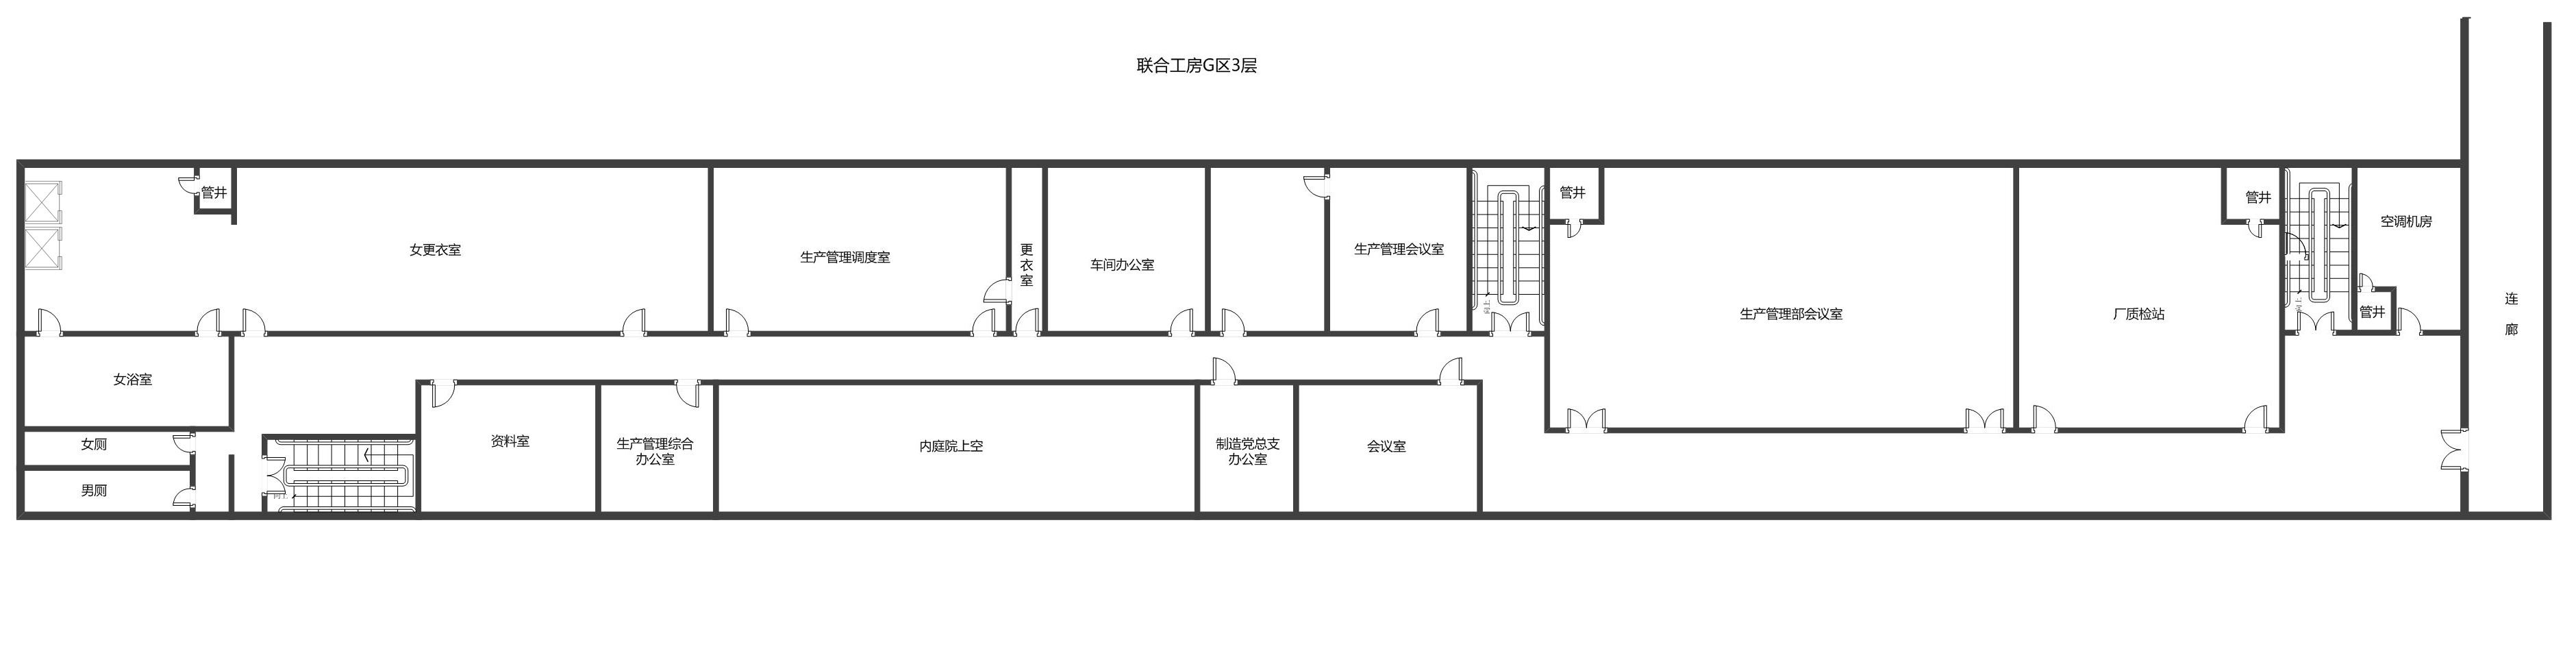 联合工房G区3层
管井
女更衣室
生产管理调度室
更
衣
室
车间办公室
生产管理会议室
管井
生产管理部会议室
厂质检站
管井
空调机房
管井
连
廊
女浴室
女厕
男厕
资料室
生产管理综合
办公室
内庭院上空
制造党总支
办公室
会议室